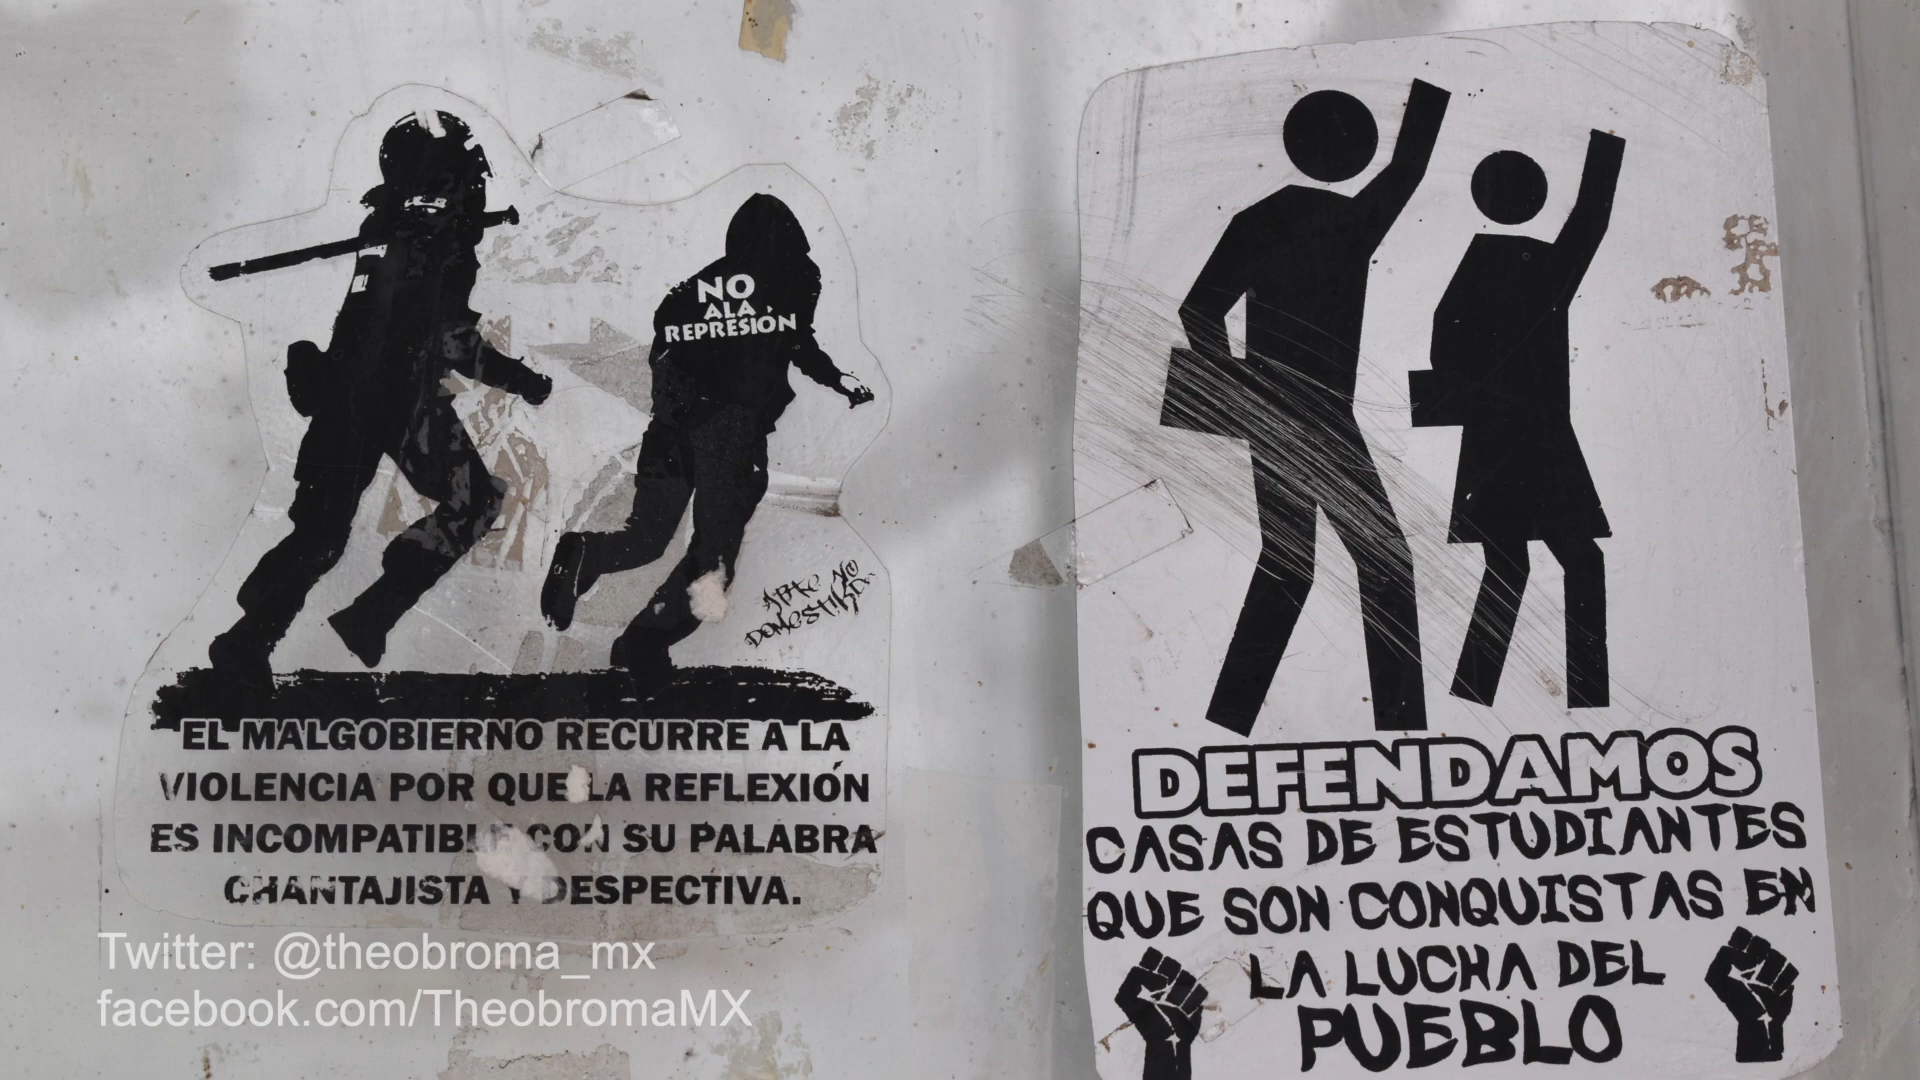 NO
A LA
REPRESIÓN
ARTE NO
DOMESTIKD.
EL MALGOBIERNO RECURRE A LA
VIOLENCIA POR QUE LA REFLEXIÓN
ES INCOMPATIBLE CON SU PALABRA
CHANTAJISTA Y DESPECTIVA.
DEFENDAMOS
CASAS DE ESTUDIANTES
QUE SON CONQUISTAS EN
LA LUCHA DEL
PUEBLO
Twitter: @theobroma_mx
facebook.com/TheobromaMX